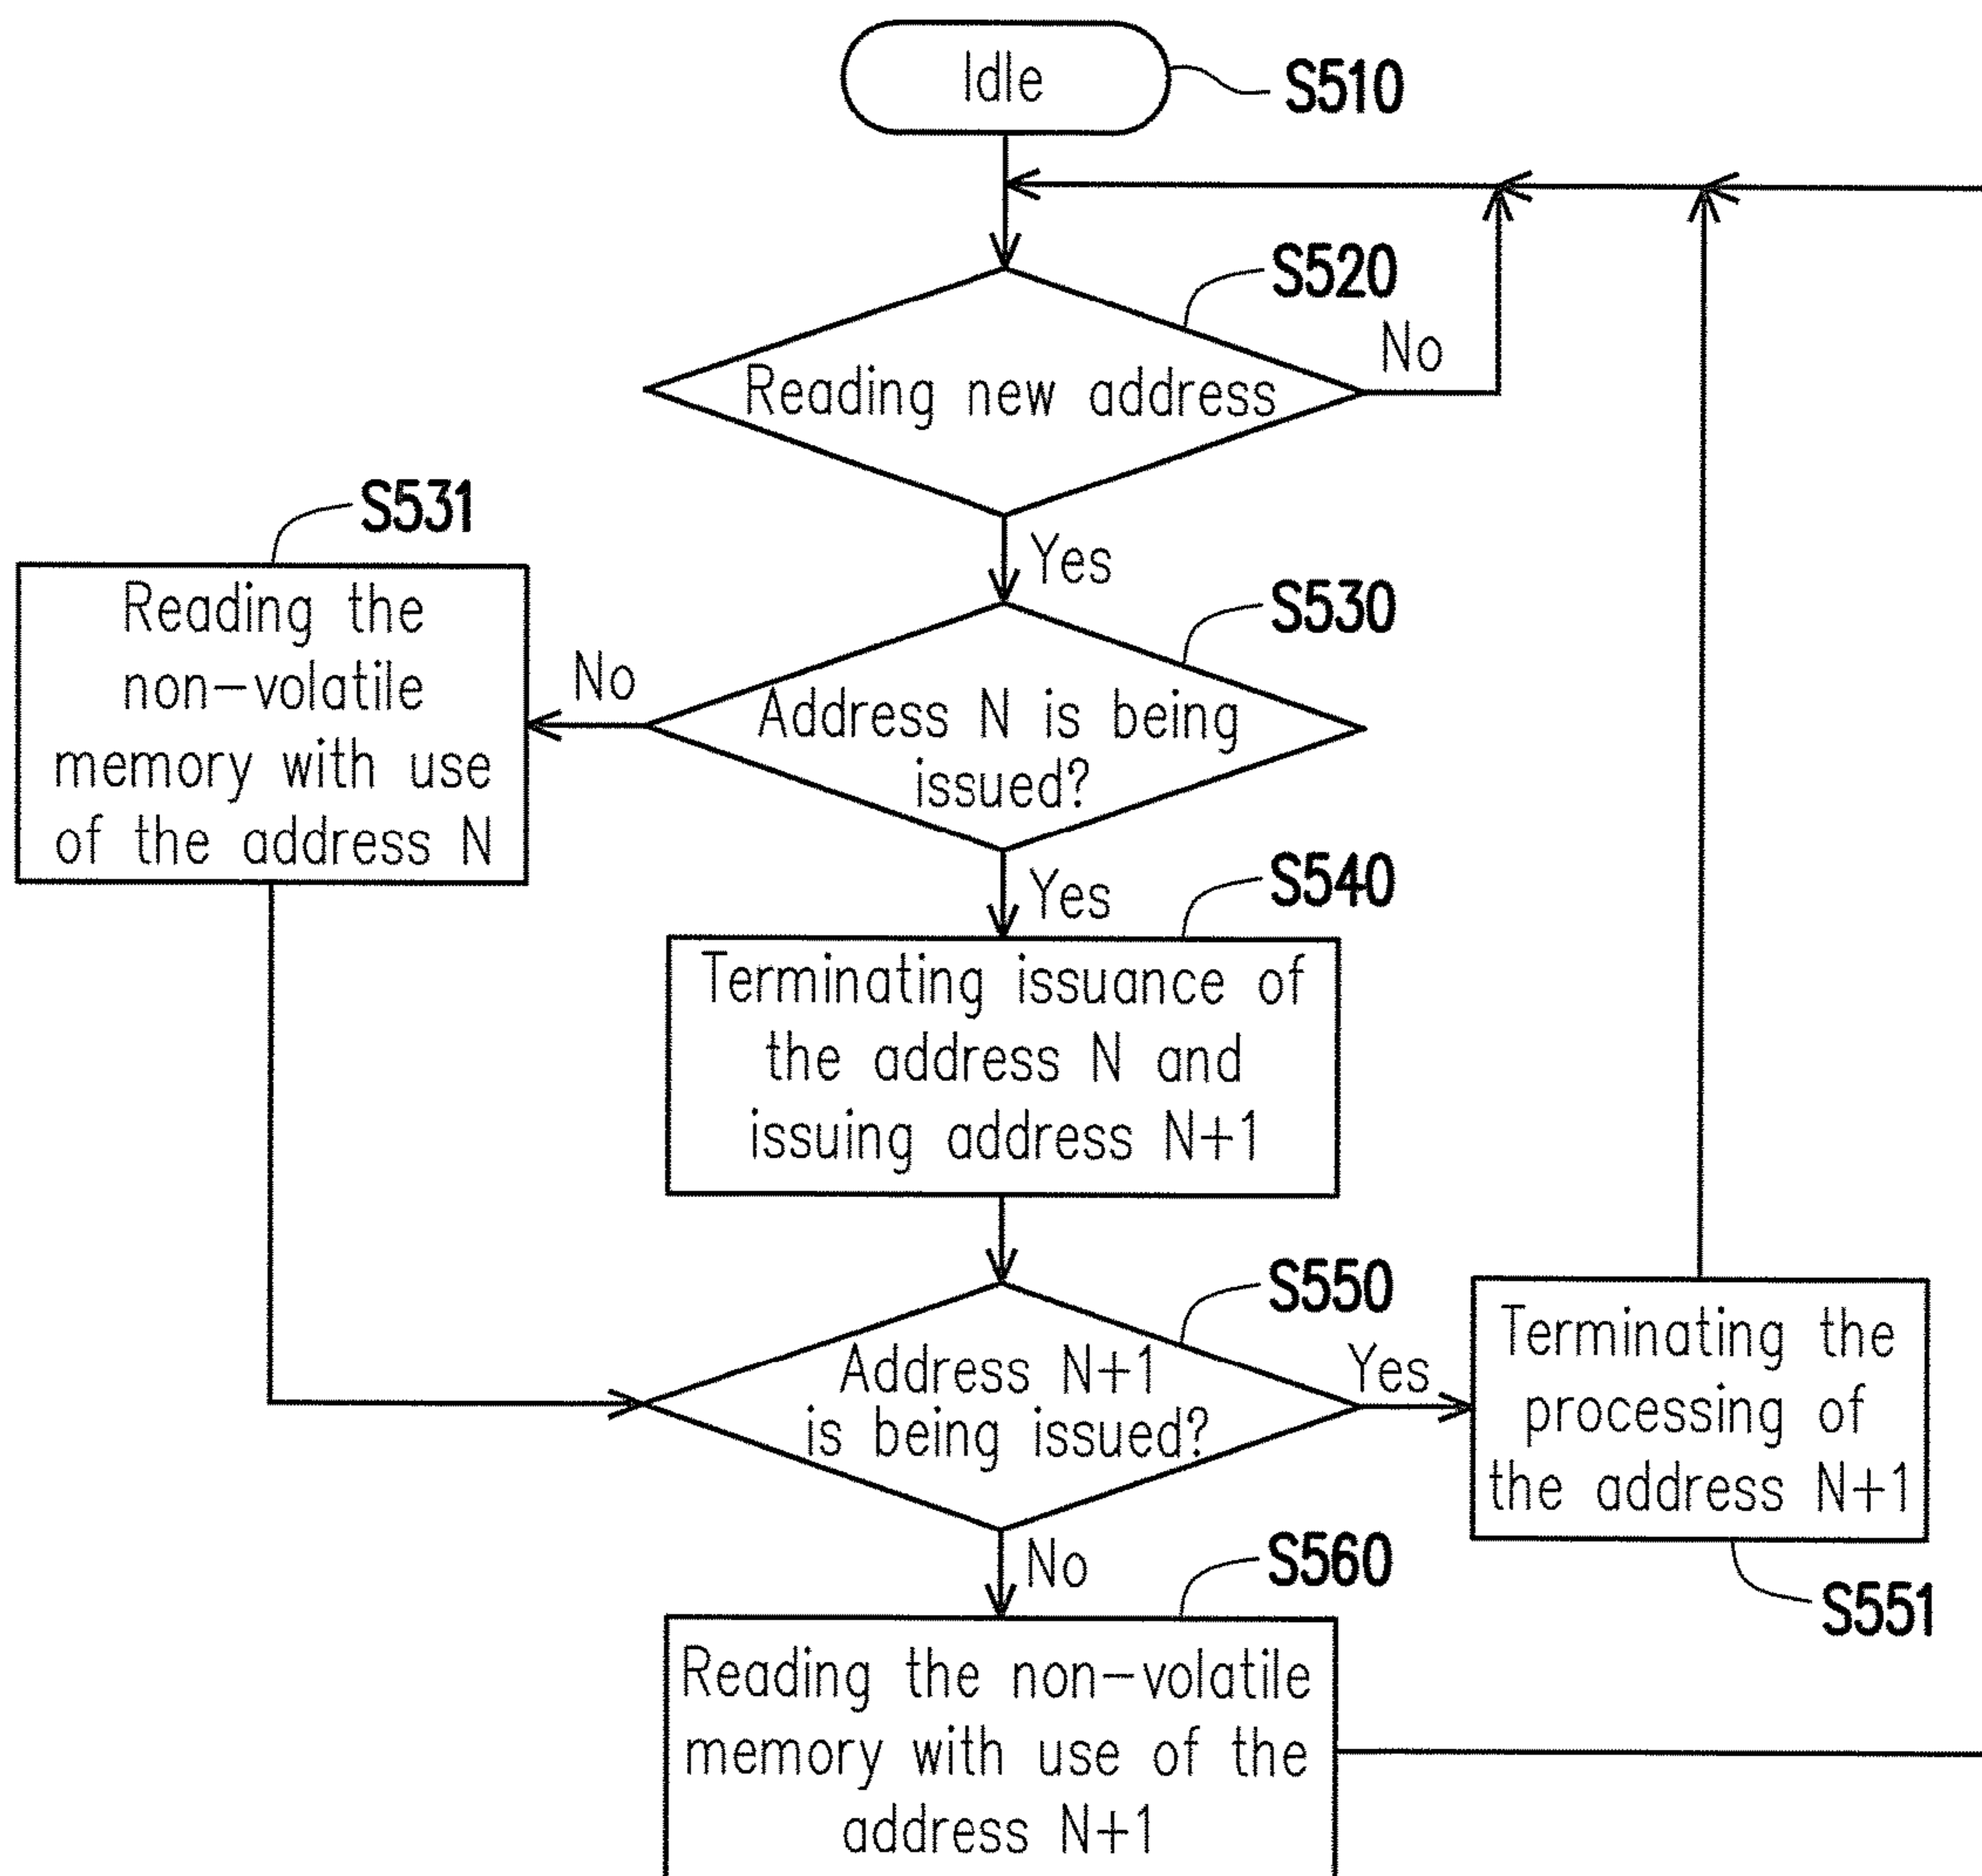 Idle
S510
S520
No
Reading new address
Yes
S531
Reading the
non-volatile
memory with use
of the address N
No
S530
Address N is being
issued?
Yes
S540
Terminating issuance of
the address N and
issuing address N+1
S550
Address N+1
is being issued?
Yes
Terminating the
processing of
the address N+1
S551
No
S560
Reading the non-volatile
memory with use of the
address N+1